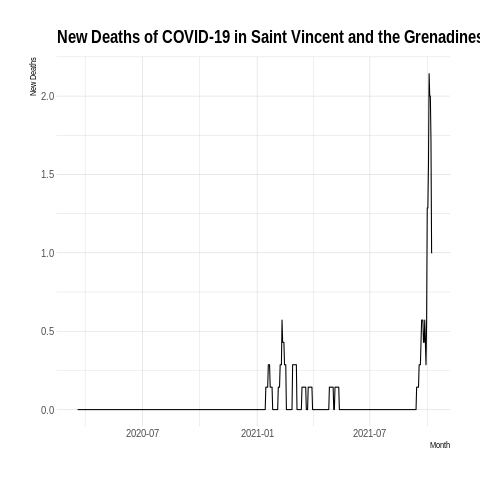 New Deaths of COVID-19 in Saint Vincent and the Grenadines
New Deaths
2.0
1.5
1.0
0.5
0.0
2020-07 2021-01 2021-07
Month